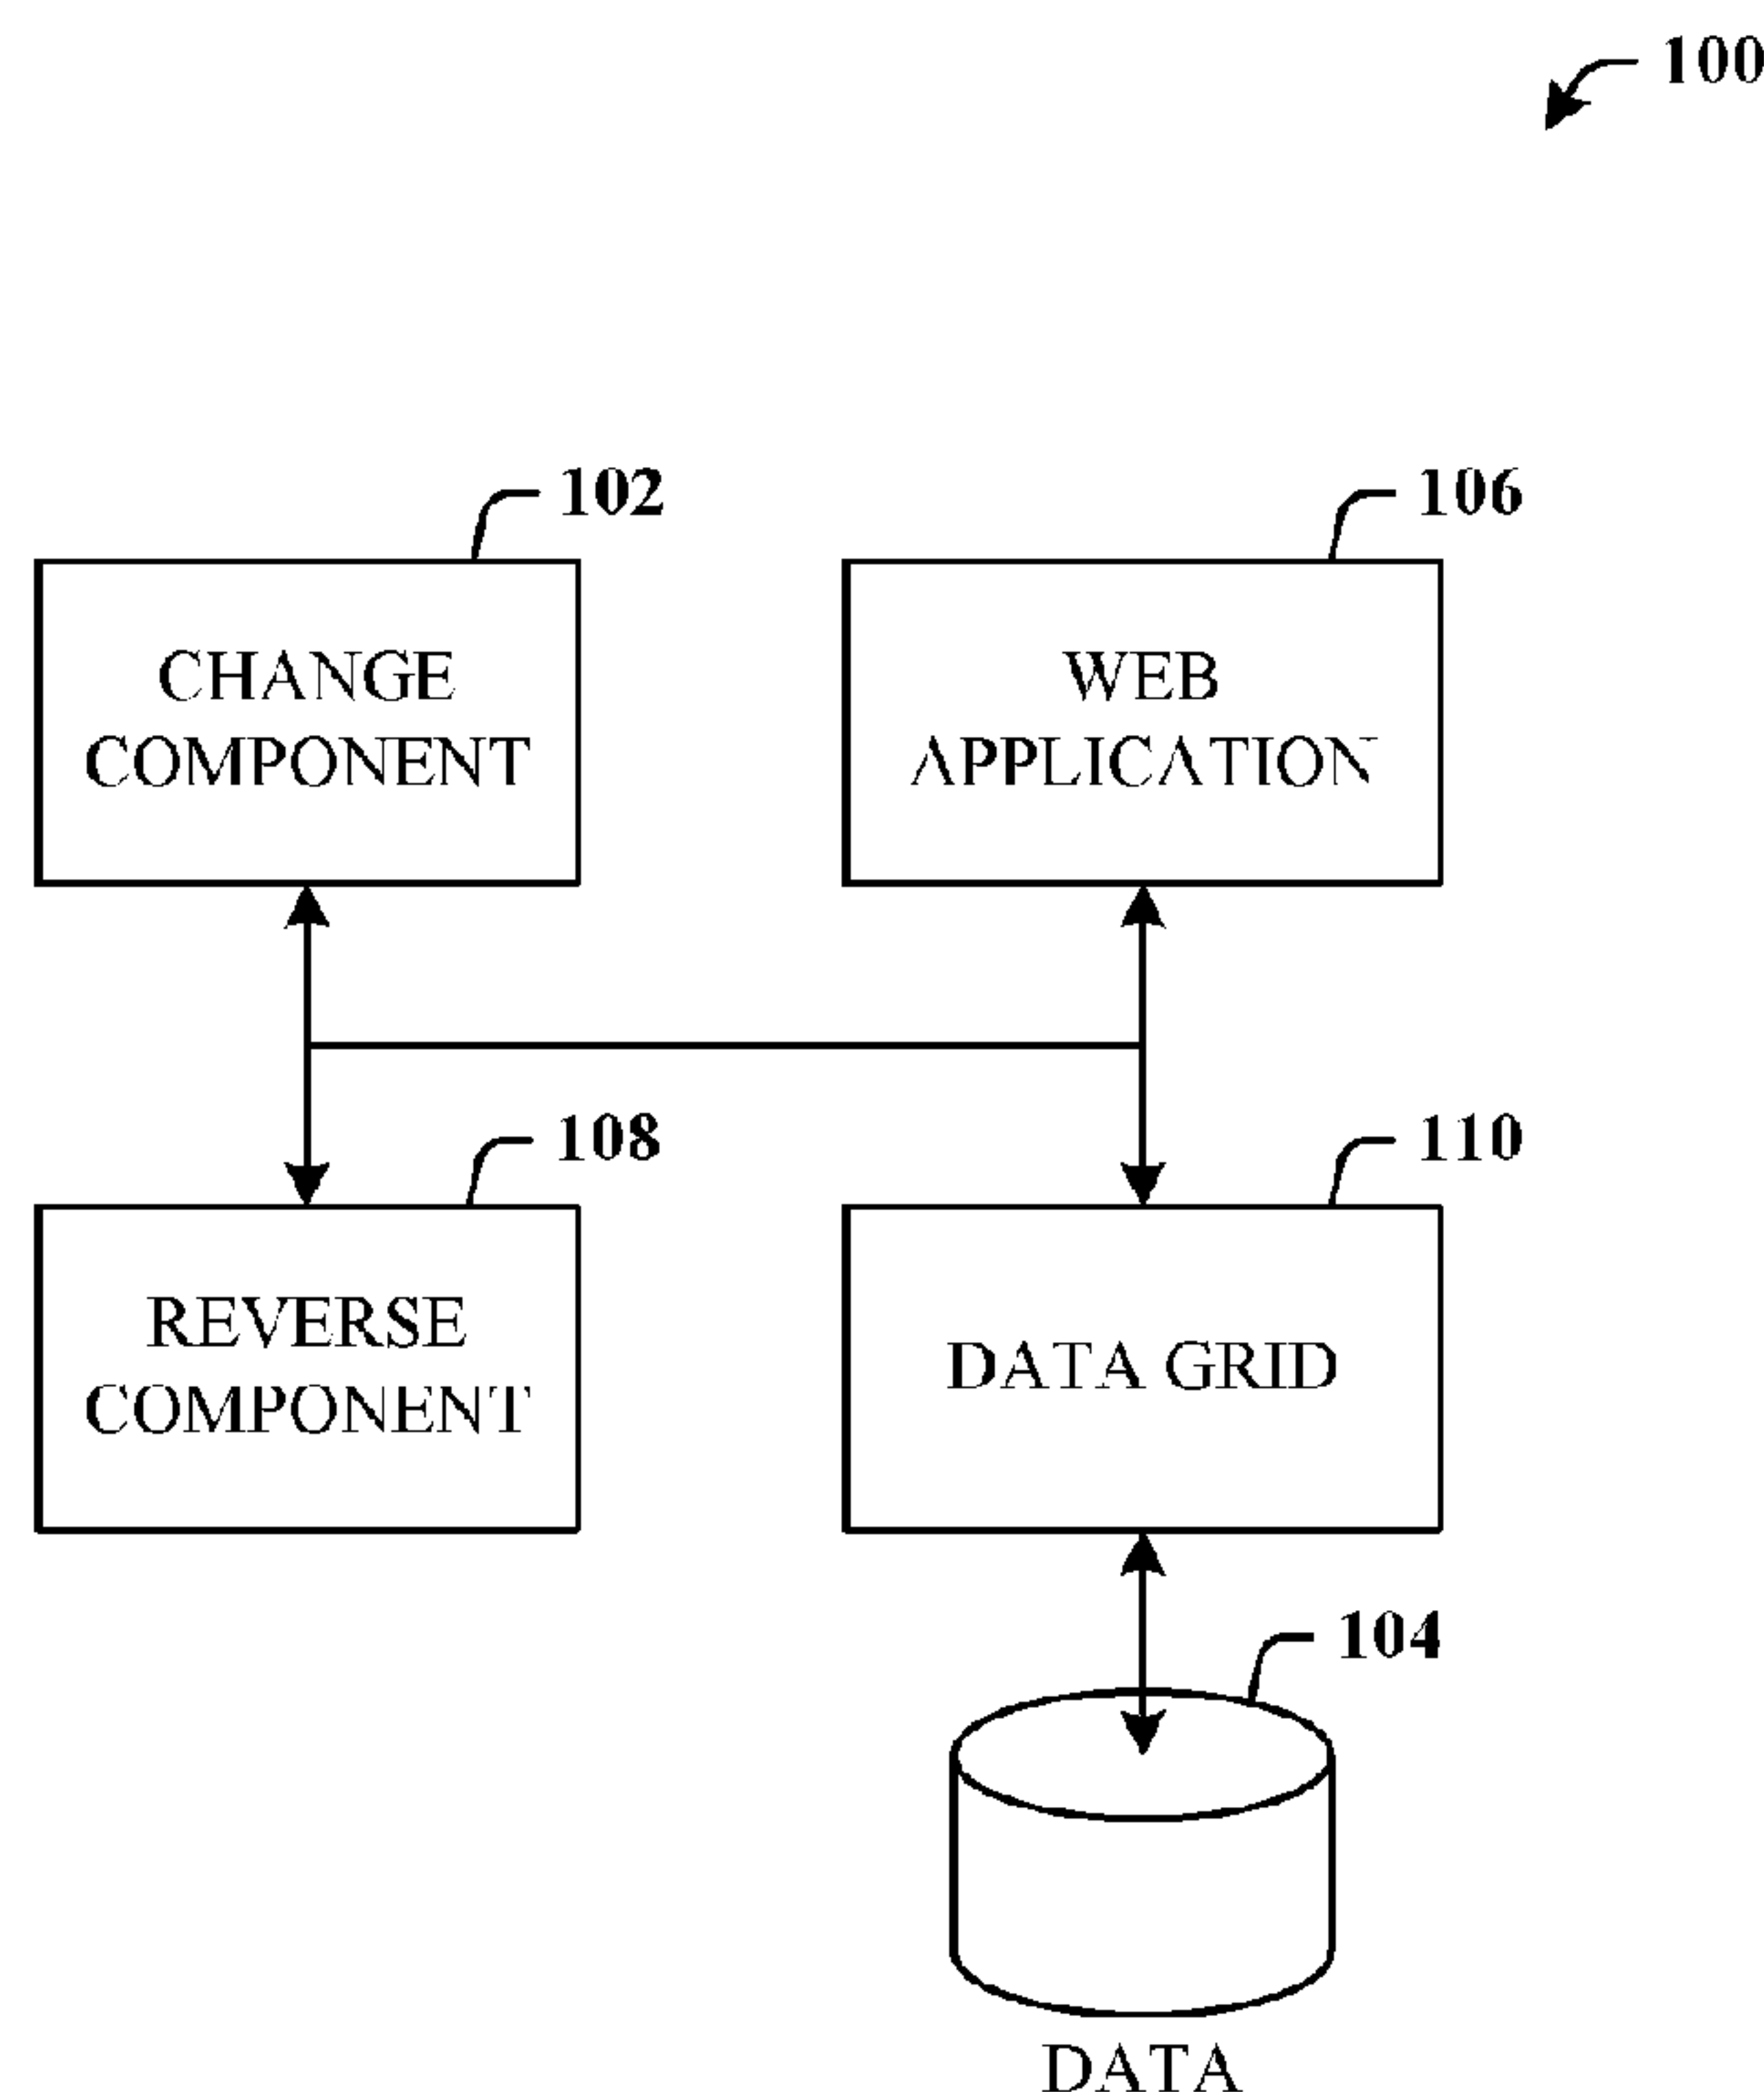 100
102
106
CHANGE
COMPONENT
WEB
APPLICATION
108
110
REVERSE
COMPONENT
DATA GRID
104
DATA